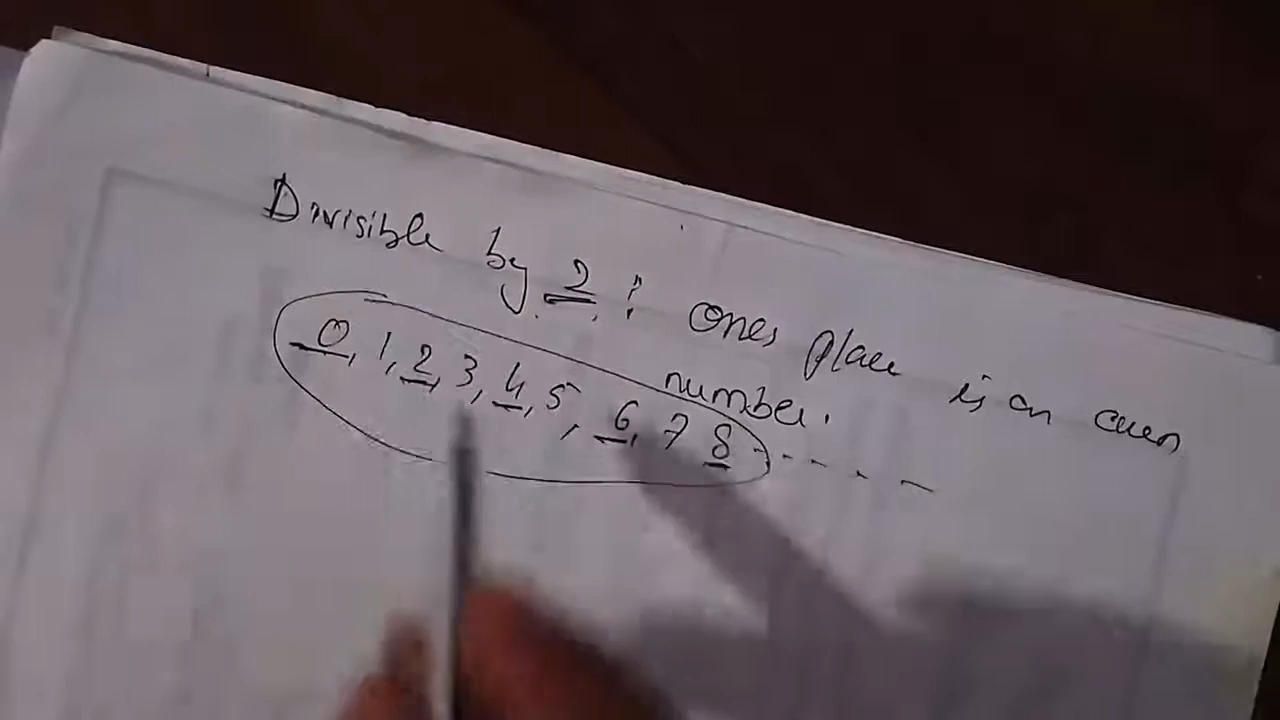 Divisible by 2 : ones place is an even
number.
0, 1, 2, 3, 4, 5, 6, 7 8 - - - - -